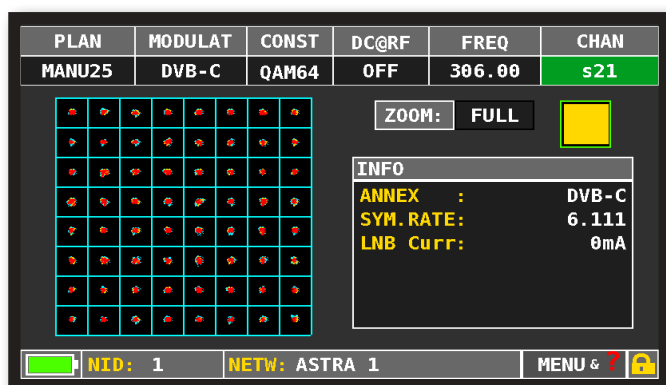 PLAN MODULAT CONST DC@RF FREQ CHAN
MANU25 DVB-C QAM64 OFF 306.00 s21
ZOOM: FULL
INFO
ANNEX : DVB-C
SYM.RATE: 6.111
LNB Curr: 0mA
NID: 1 NETW: ASTRA 1 MENU & ?